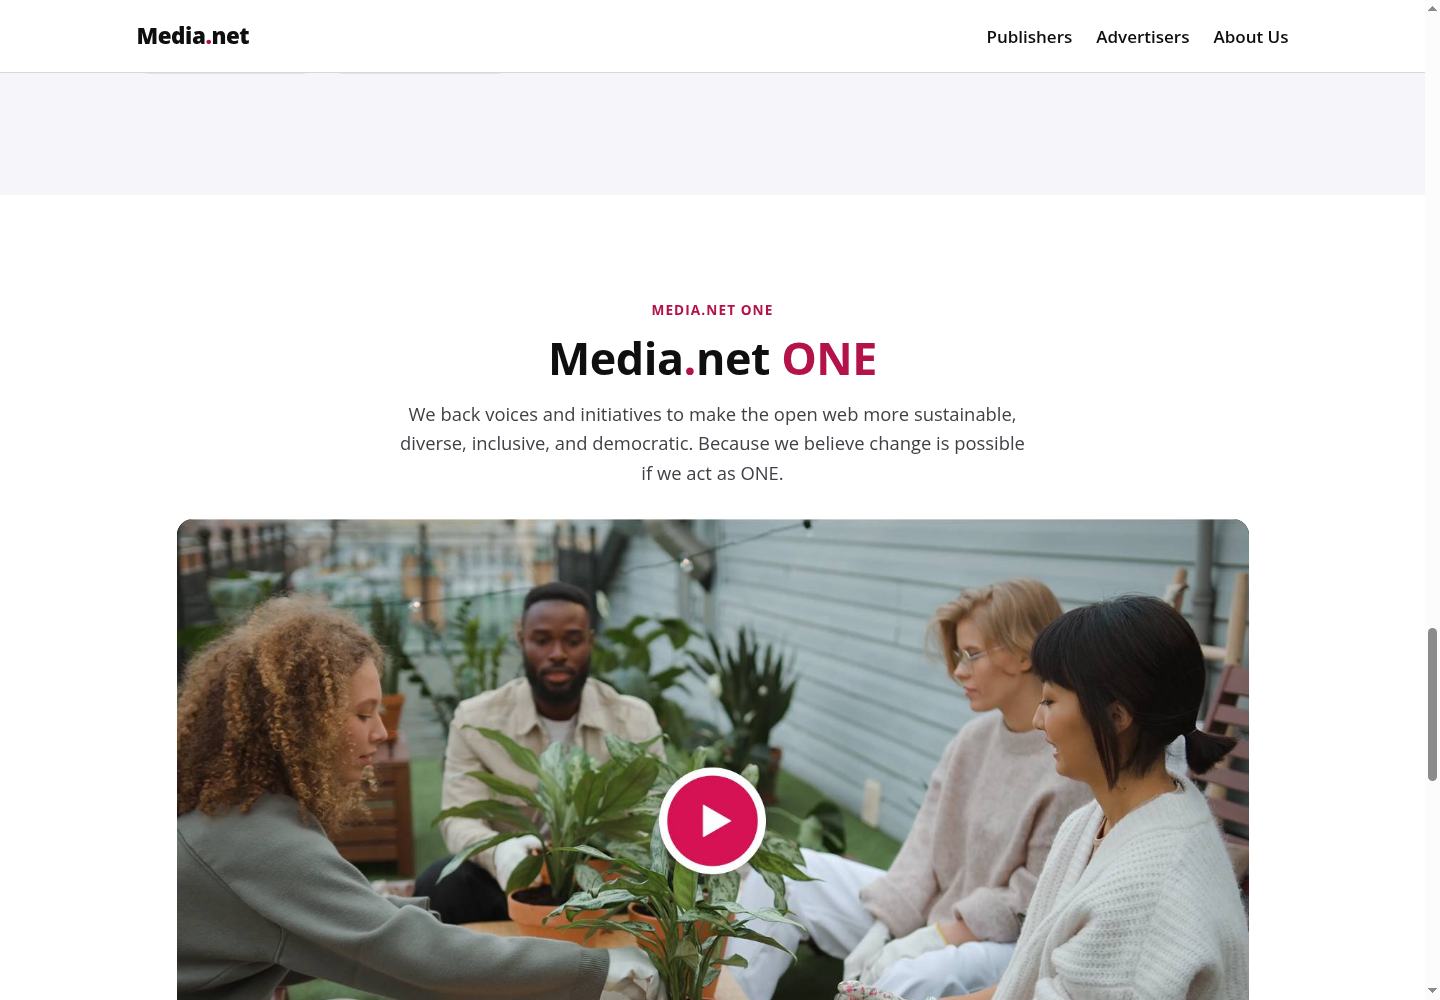 Media.net
Publishers
Advertisers
About Us
MEDIA.NET ONE
Media.net ONE
We back voices and initiatives to make the open web more sustainable,
diverse, inclusive, and democratic. Because we believe change is possible
if we act as ONE.